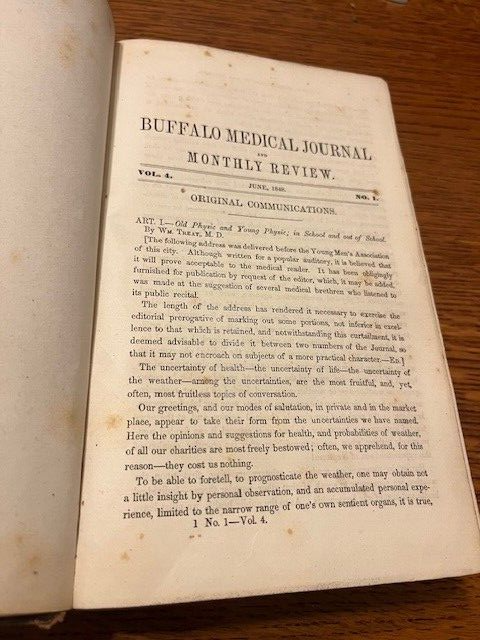 BUFFALO MEDICAL JOURNAL
AND
MONTHLY REVIEW.
VOL. 4.
JUNE, 1848.
NO. 1.
ORIGINAL COMMUNICATIONS.
ART. I.—Old Physic and Young Physic; in School and out of School.
By WM. TREAT, M. D.
[The following address was delivered before the Young Men's Association
of this city. Although written for a popular auditory, it is believed that
it will prove acceptable to the medical reader. It has been obligingly
furnished for publication by request of the editor, which, it may be added,
was made at the suggestion of several medical brethren who listened to
its public recital.
The length of the address has rendered it necessary to exercise the
editorial prerogative of marking out some portions, not inferior in excel-
lence to that which is retained, and notwithstanding this curtailment, it is
deemed advisable to divide it between two numbers of the Journal, so
that it may not encroach on subjects of a more practical character.—ED.]
The uncertainty of health—the uncertainty of life—the uncertainty of
the weather—among the uncertainties, are the most fruitful, and, yet,
often, most fruitless topics of conversation.
Our greetings, and our modes of salutation, in private and in the market
place, appear to take their form from the uncertainties we have named.
Here the opinions and suggestions for health, and probabilities of weather,
of all our charities are most freely bestowed; often, we apprehend, for this
reason—they cost us nothing.
To be able to foretell, to prognosticate the weather, one may obtain not
a little insight by personal observation, and an accumulated personal expe-
rience, limited to the narrow range of one's own sentient organs, it is true,
1 No. 1—Vol. 4.